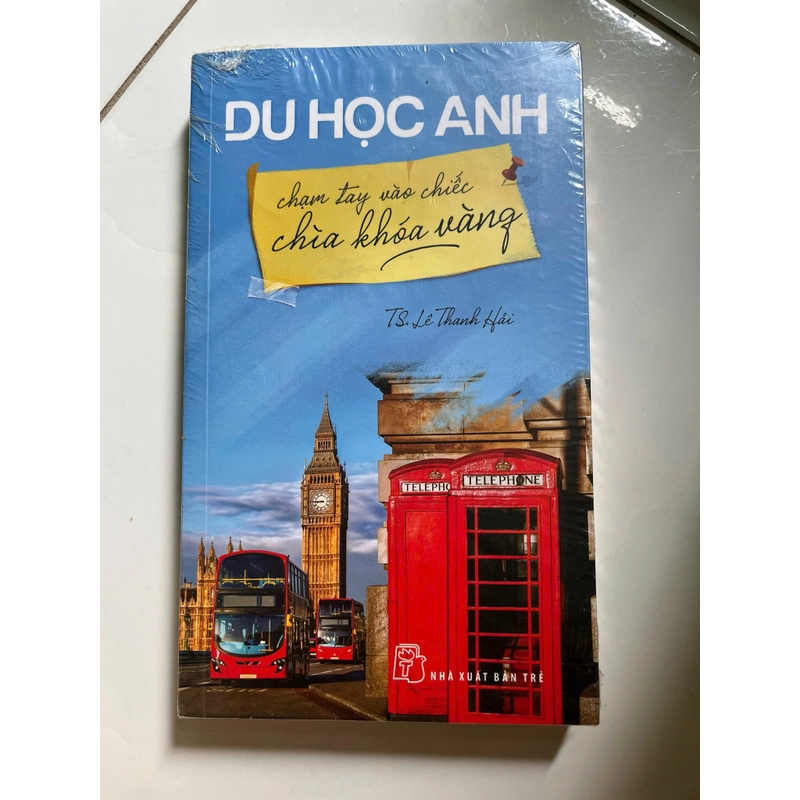 DU HỌC ANH
chạm tay vào chiếc
chìa khóa vàng
TS. Lê Thanh Hải
TELEPHO
TELEPHONE
NHÀ XUẤT BẢN TRẺ